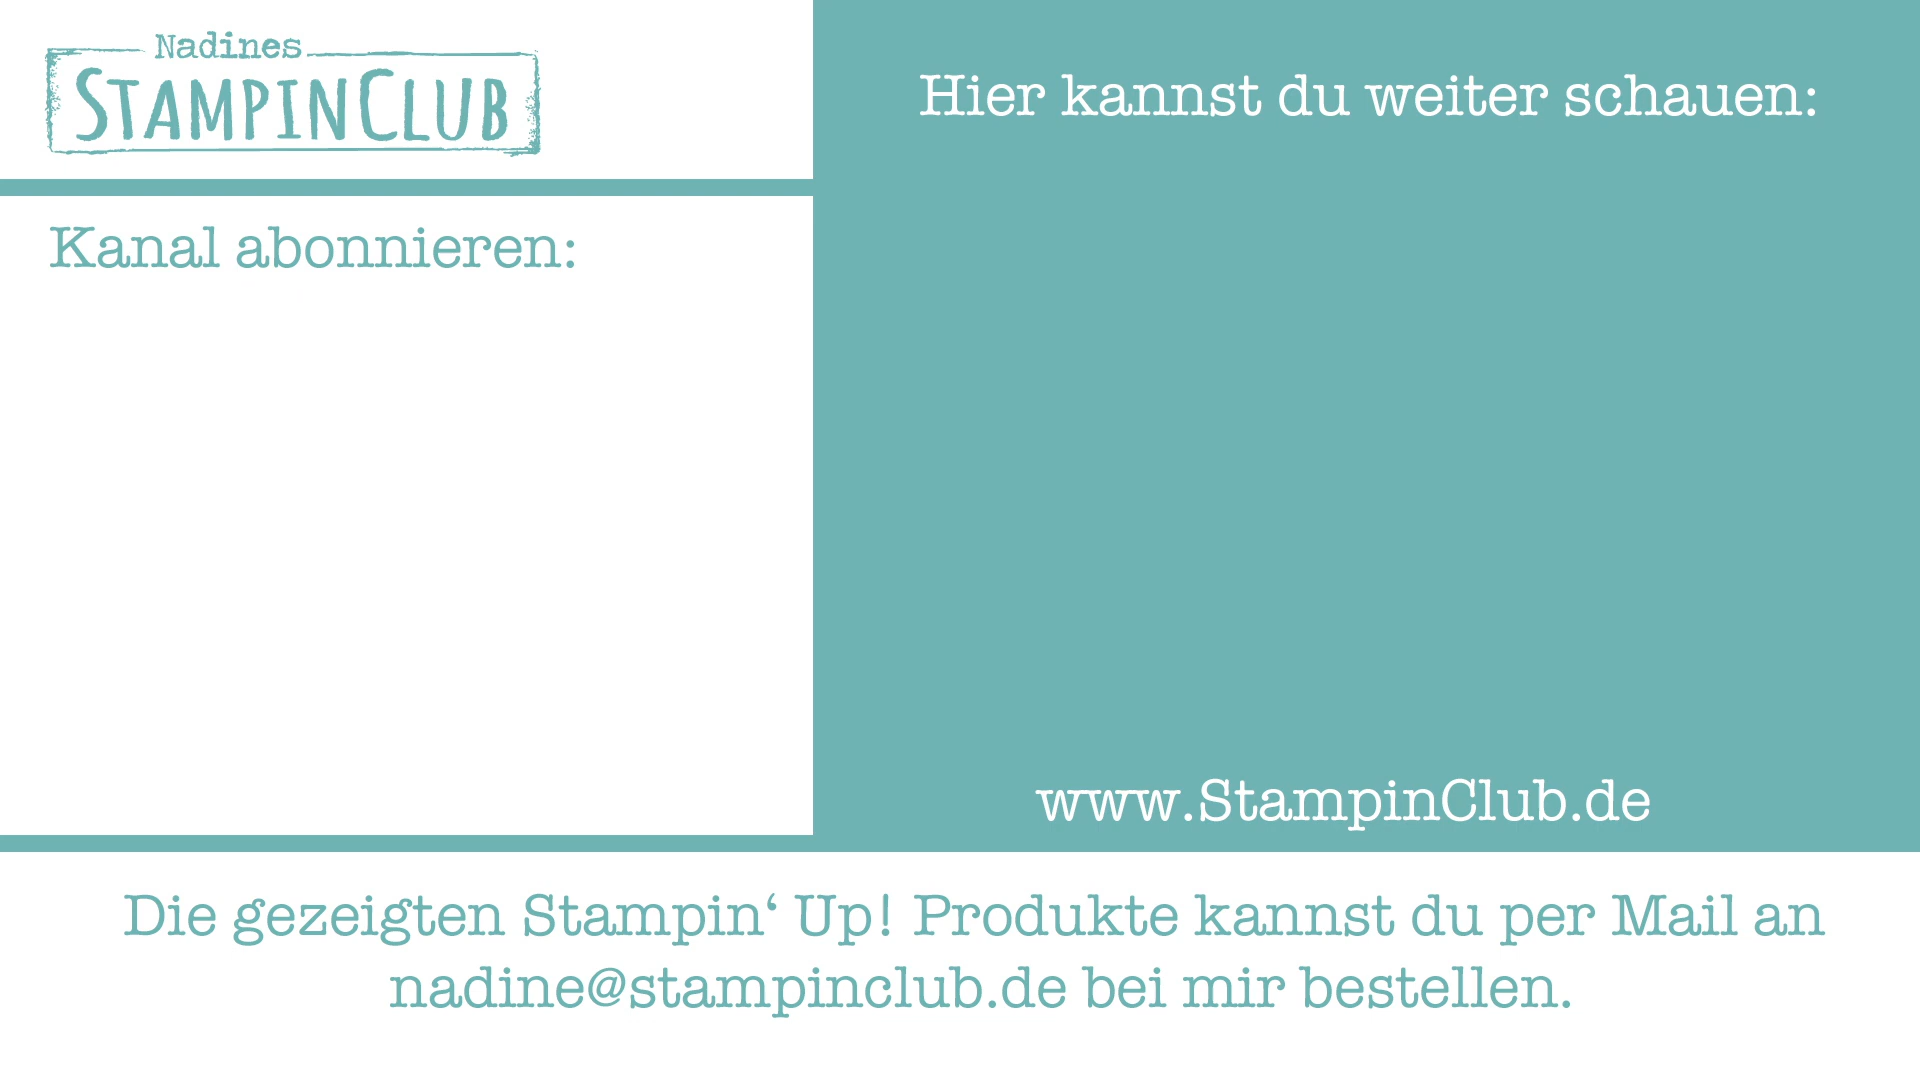 Nadines
STAMPINCLUB
Hier kannst du weiter schauen:
Kanal abonnieren:
www.StampinClub.de
Die gezeigten Stampin‘ Up! Produkte kannst du per Mail an
nadine@stampinclub.de bei mir bestellen.